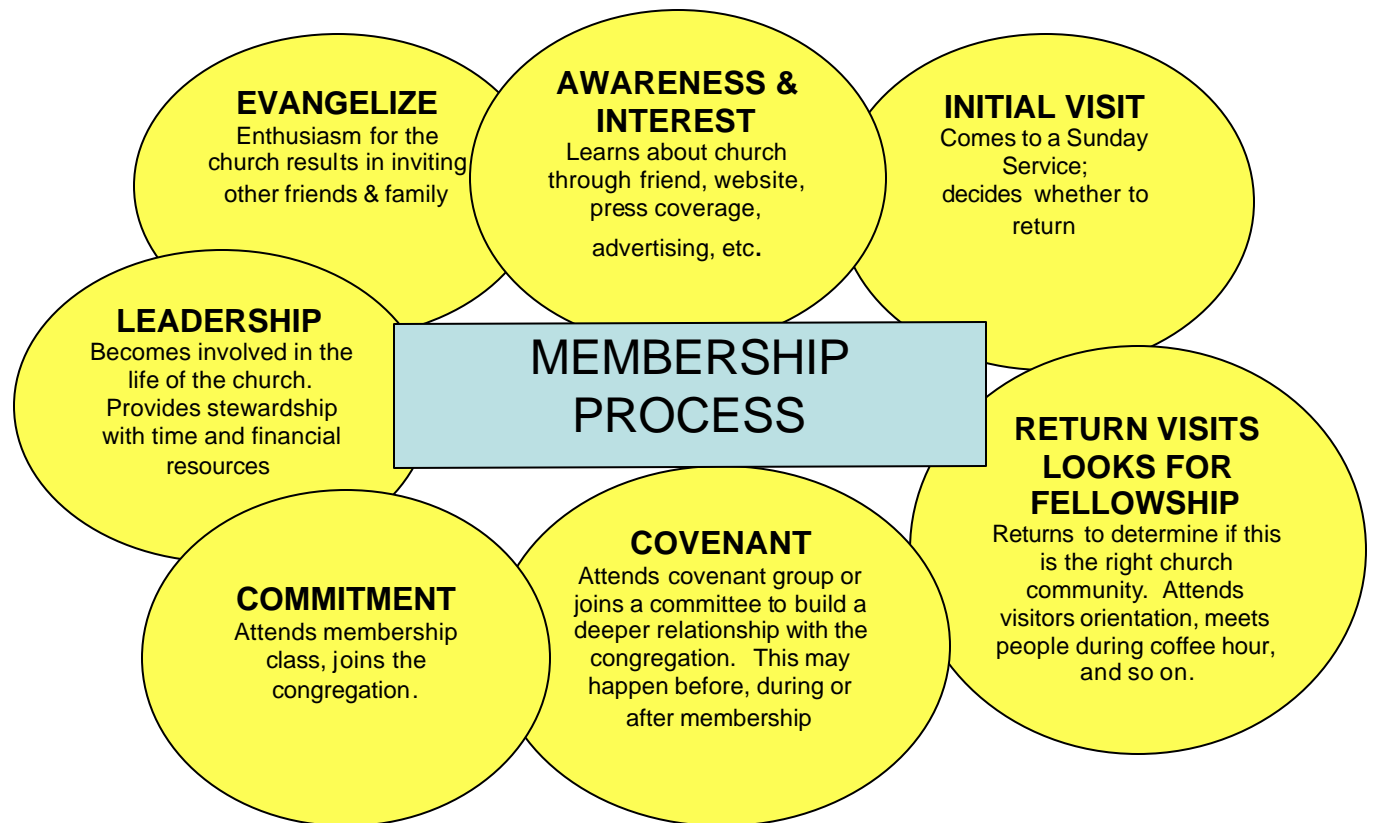 EVANGELIZE
Enthusiasm for the
church results in inviting
other friends & family
AWARENESS &
INTEREST
Learns about church
through friend, website,
press coverage,
advertising, etc.
INITIAL VISIT
Comes to a Sunday
Service;
decides whether to
return
LEADERSHIP
Becomes involved in the
life of the church.
Provides stewardship
with time and financial
resources
MEMBERSHIP
PROCESS
RETURN VISITS
LOOKS FOR
FELLOWSHIP
Returns to determine if this
is the right church
community. Attends
visitors orientation, meets
people during coffee hour,
and so on.
COMMITMENT
Attends membership
class, joins the
congregation.
COVENANT
Attends covenant group or
joins a committee to build a
deeper relationship with the
congregation. This may
happen before, during or
after membership